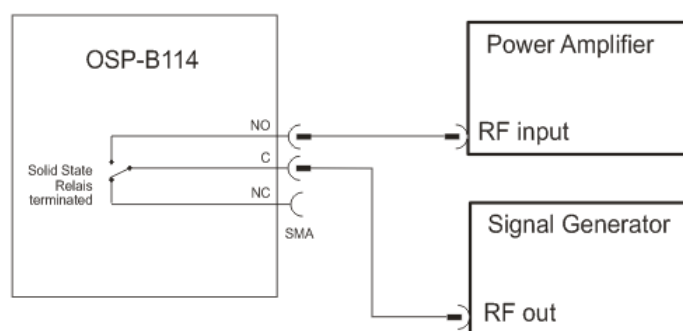 OSP-B114
NO
C
NC
Solid State
Relais
terminated
SMA
Power Amplifier
RF input
Signal Generator
RF out